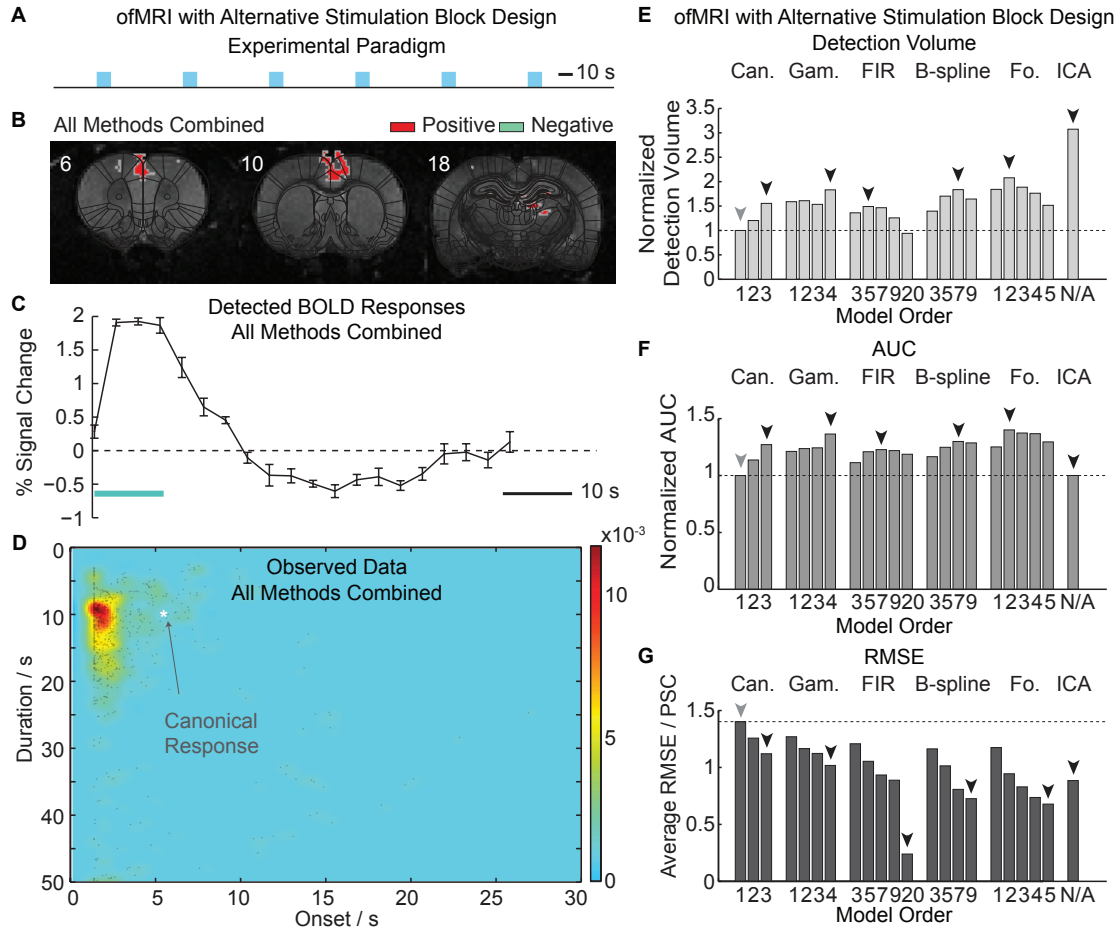 A ofMRI with Alternative Stimulation Block Design
Experimental Paradigm
10 s
B All Methods Combined Positive Negative
6 10 18
C Detected BOLD Responses
All Methods Combined
% Signal Change
2
1.5
1
0.5
0
−0.5
−1
10 s
D Observed Data
All Methods Combined
Canonical
Response
*
Duration / s
0
10
20
30
40
50
0 5 10 15 20 25 30
Onset / s
x10-3
10
5
0
E ofMRI with Alternative Stimulation Block Design
Detection Volume
Can. Gam. FIR B-spline Fo. ICA
Normalized
Detection Volume
3.5
3
2.5
2
1.5
1
0.5
0
123 1234 357920 3579 12345 N/A
Model Order
F AUC
Can. Gam. FIR B-spline Fo. ICA
Normalized AUC
1.5
1
0.5
0
123 1234 357920 3579 12345 N/A
Model Order
G RMSE
Can. Gam. FIR B-spline Fo. ICA
Average RMSE / PSC
1.5
1
0.5
0
123 1234 357920 3579 12345 N/A
Model Order